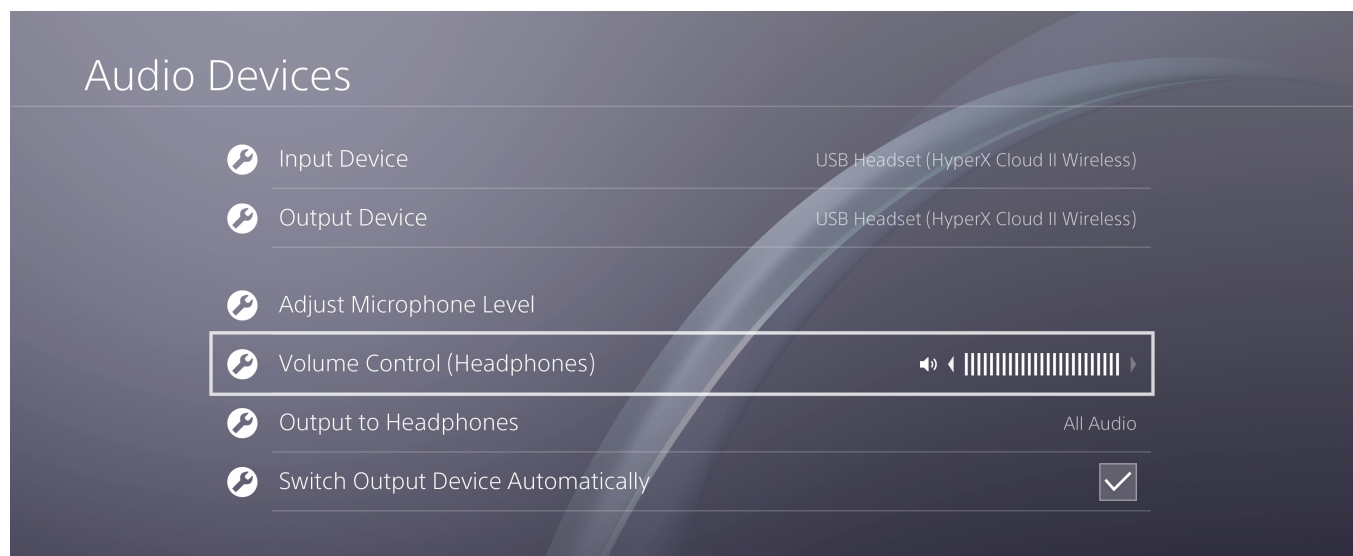 Audio Devices
Input Device USB Headset (HyperX Cloud II Wireless)
Output Device USB Headset (HyperX Cloud II Wireless)
Adjust Microphone Level
Volume Control (Headphones)
Output to Headphones All Audio
Switch Output Device Automatically